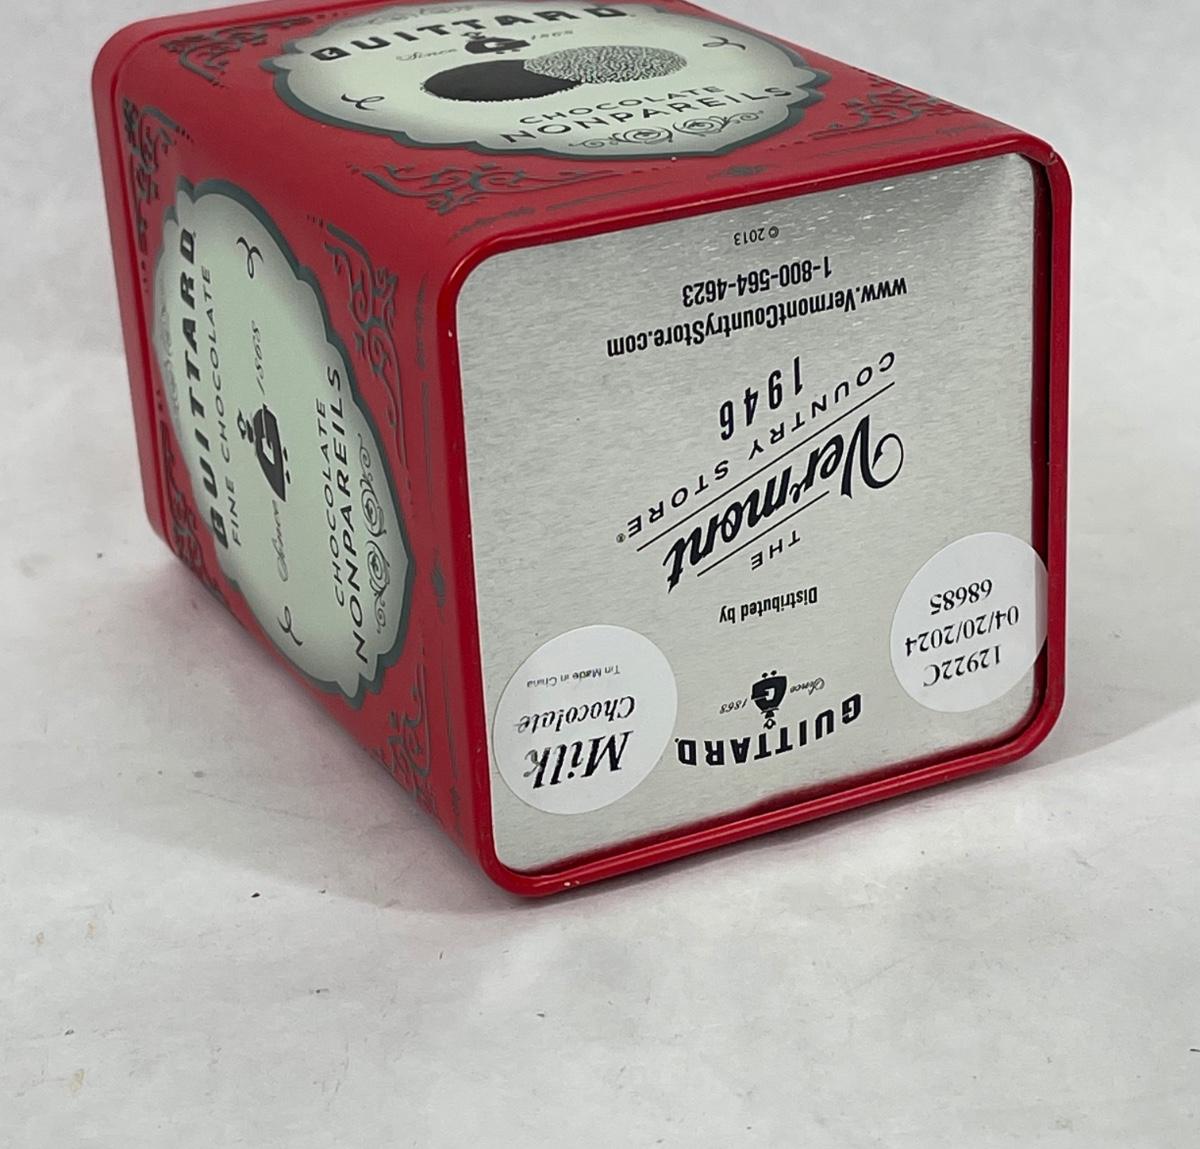 GUITTARD
Since 1868
CHOCOLATE
NONPAREILS
GUITTARD
FINE CHOCOLATE
Since 1868
CHOCOLATE
NONPAREILS
12922C
04/20/2024
68685
GUITTARD
Since 1868
Milk
Chocolate
Tin Made in China
Distributed by
THE
Vermont
COUNTRY STORE®
1946
www.VermontCountryStore.com
1-800-564-4623
© 2013